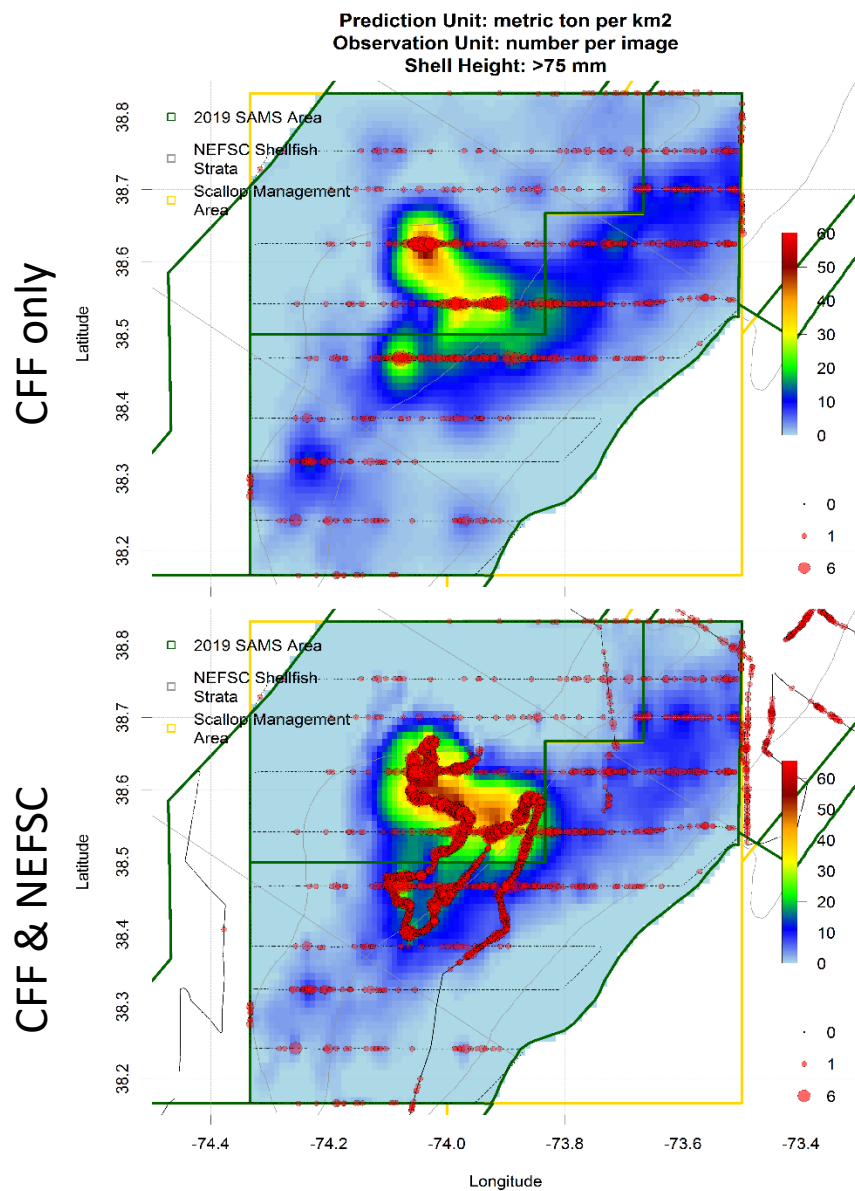 Prediction Unit: metric ton per km2
Observation Unit: number per image
Shell Height: >75 mm
CFF only
Latitude
38.8
38.7
38.6
38.5
38.4
38.3
38.2
2019 SAMS Area
NEFSC Shellfish
Strata
Scallop Management
Area
60
50
40
30
20
10
0
0
1
6
CFF & NEFSC
Latitude
38.8
38.7
38.6
38.5
38.4
38.3
38.2
2019 SAMS Area
NEFSC Shellfish
Strata
Scallop Management
Area
60
50
40
30
20
10
0
0
1
6
-74.4 -74.2 -74.0 -73.8 -73.6 -73.4
Longitude